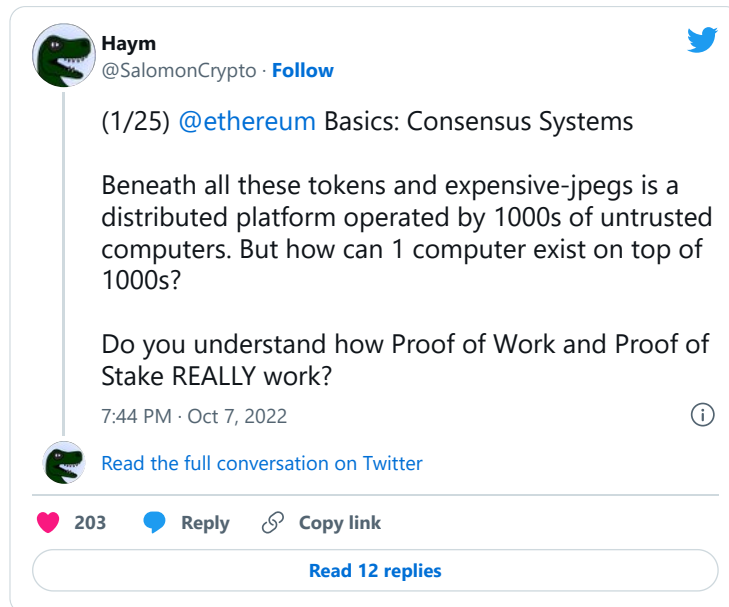 Haym
@SalomonCrypto · Follow
(1/25) @ethereum Basics: Consensus Systems
Beneath all these tokens and expensive-jpegs is a
distributed platform operated by 1000s of untrusted
computers. But how can 1 computer exist on top of
1000s?
Do you understand how Proof of Work and Proof of
Stake REALLY work?
7:44 PM · Oct 7, 2022
Read the full conversation on Twitter
203 Reply Copy link
Read 12 replies